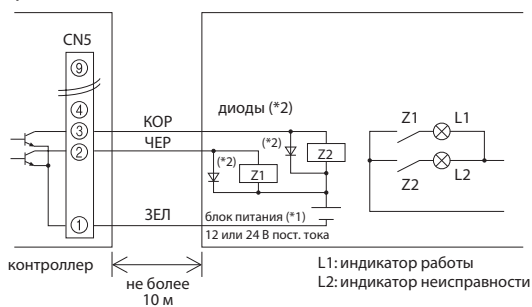 CN5
9
4
3
2
1
КОР
ЧЕР
ЗЕЛ
диоды (*2)
(*2)
(*2)
Z1
Z2
блок питания (*1)
12 или 24 В пост. тока
Z1
L1
Z2
L2
контроллер
не более
10 м
L1: индикатор работы
L2: индикатор неисправности